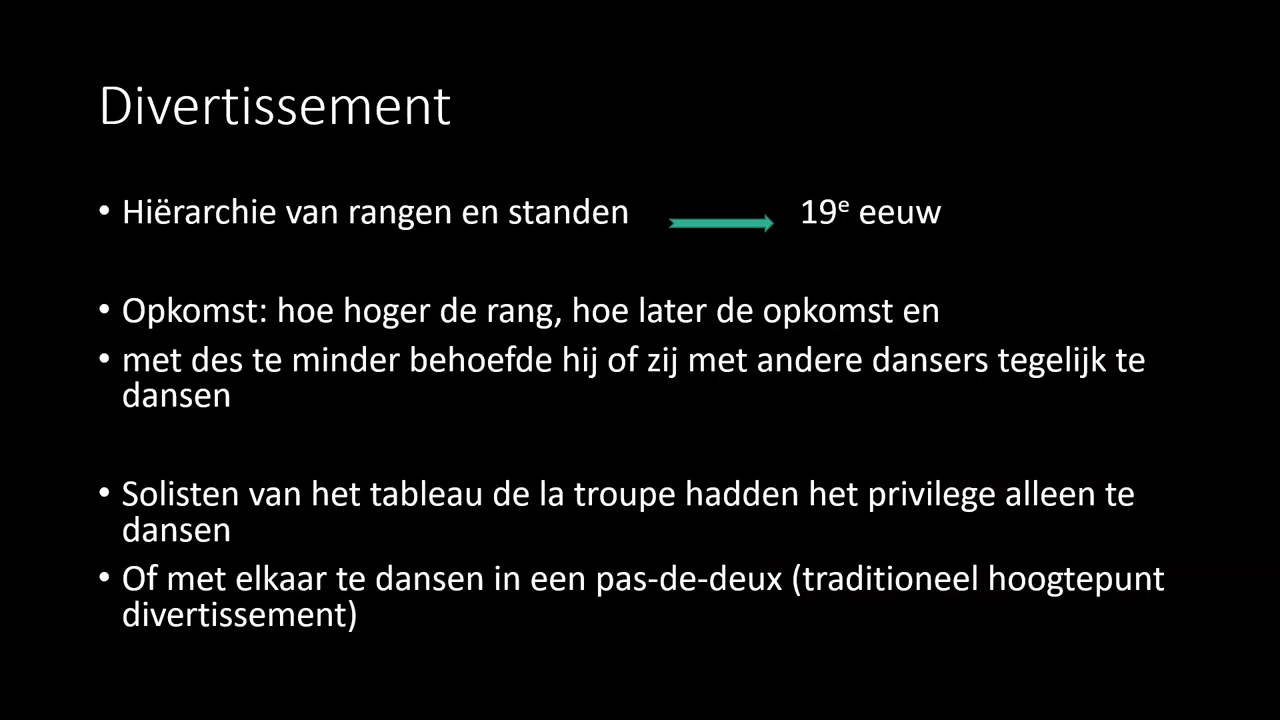 Divertissement
• Hiërarchie van rangen en standen 19e eeuw
• Opkomst: hoe hoger de rang, hoe later de opkomst en
• met des te minder behoefde hij of zij met andere dansers tegelijk te
dansen
• Solisten van het tableau de la troupe hadden het privilege alleen te
dansen
• Of met elkaar te dansen in een pas-de-deux (traditioneel hoogtepunt
divertissement)